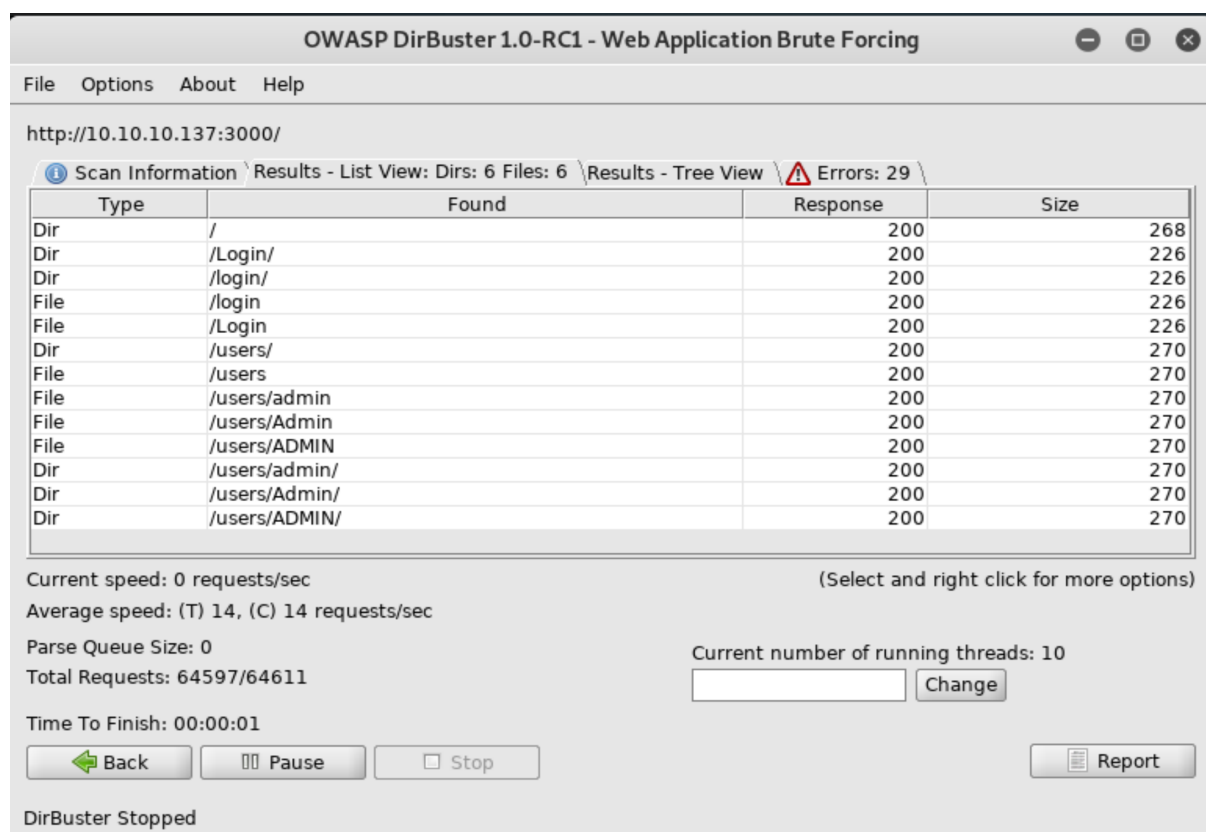 OWASP DirBuster 1.0-RC1 - Web Application Brute Forcing
File Options About Help
http://10.10.10.137:3000/
Scan Information Results - List View: Dirs: 6 Files: 6 Results - Tree View Errors: 29
Type Found Response Size
Dir / 200 268
Dir /Login/ 200 226
Dir /login/ 200 226
File /login 200 226
File /Login 200 226
Dir /users/ 200 270
File /users 200 270
File /users/admin 200 270
File /users/Admin 200 270
File /users/ADMIN 200 270
Dir /users/admin/ 200 270
Dir /users/Admin/ 200 270
Dir /users/ADMIN/ 200 270
Current speed: 0 requests/sec (Select and right click for more options)
Average speed: (T) 14, (C) 14 requests/sec
Parse Queue Size: 0
Current number of running threads: 10
Total Requests: 64597/64611
Change
Time To Finish: 00:00:01
Back Pause Stop Report
DirBuster Stopped